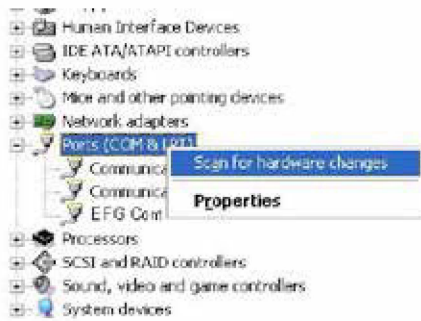 Human Interface Devices
IDE ATA/ATAPI controllers
Keyboards
Mice and other pointing devices
Network adapters
Ports (COM & LPT)
Scan for hardware changes
Communica
Communica
Properties
EFG Com
Processors
SCSI and RAID controllers
Sound, video and game controllers
System devices